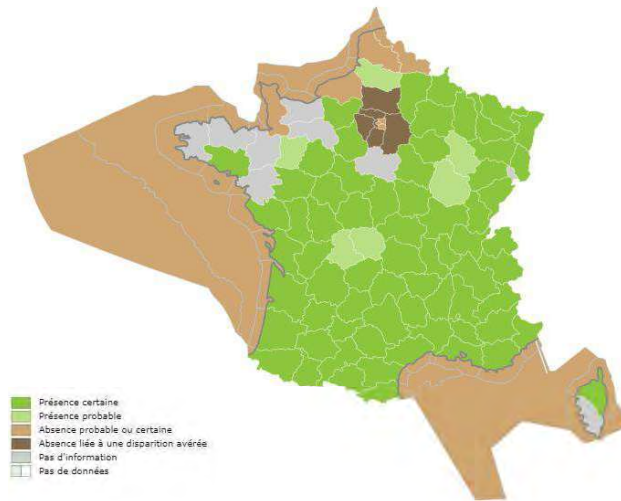 Présence certaine
Présence probable
Absence probable ou certaine
Absence liée à une disparition avérée
Pas d'information
Pas de données